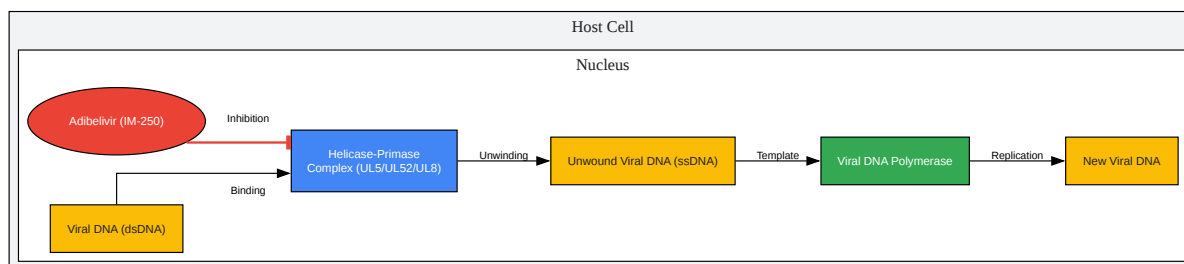 Host Cell
Nucleus
Adibelivir (IM-250)
Inhibition
Helicase-Primase
Complex (UL5/UL52/UL8)
Unwinding
Unwound Viral DNA (ssDNA)
Template
Viral DNA Polymerase
Replication
New Viral DNA
Binding
Viral DNA (dsDNA)